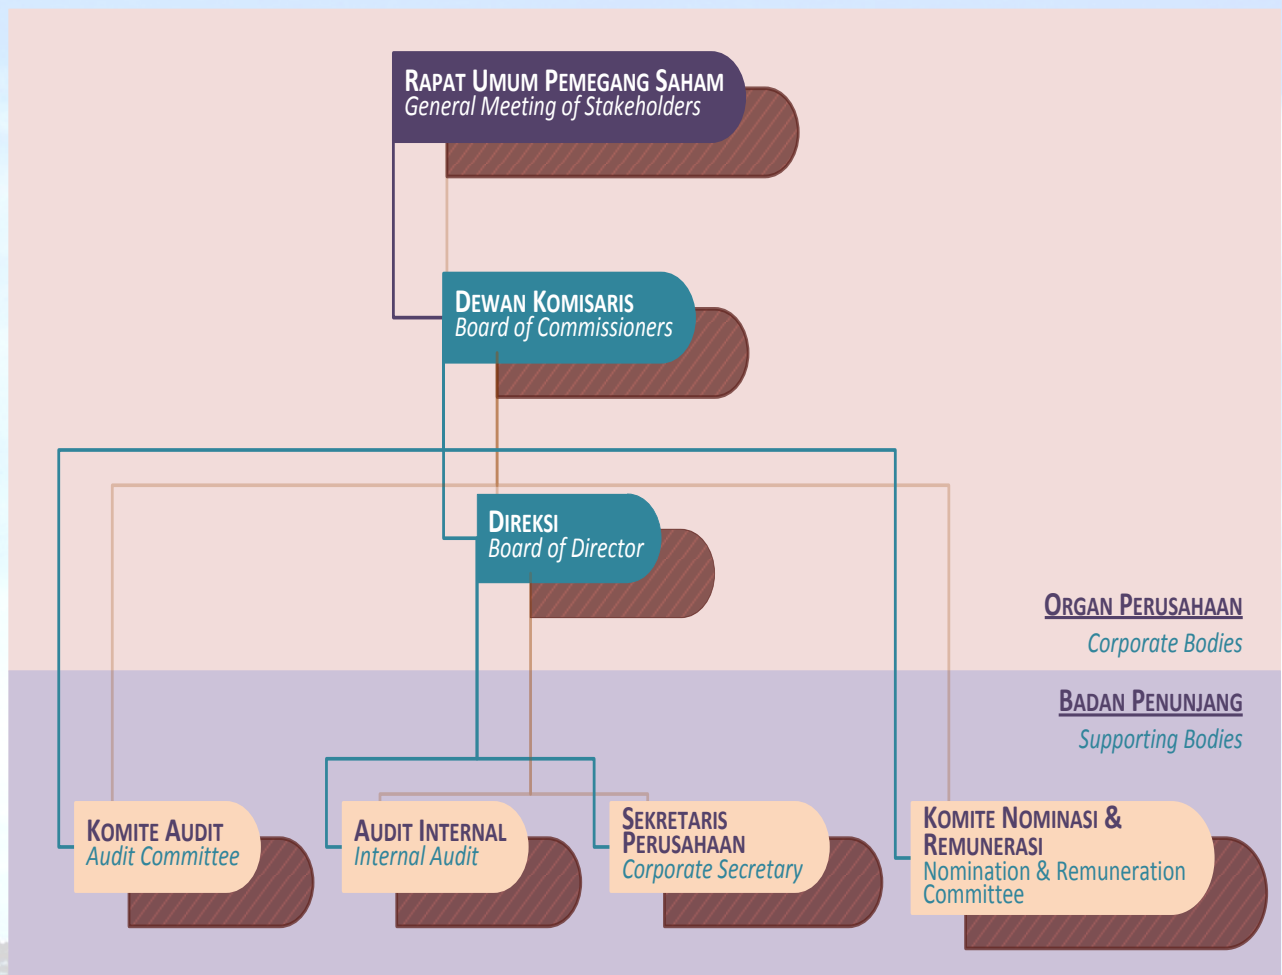 RAPAT UMUM PEMEGANG SAHAM
General Meeting of Stakeholders
DEWAN KOMISARIS
Board of Commissioners
DIREKSI
Board of Director
ORGAN PERUSAHAAN
Corporate Bodies
BADAN PENUNJANG
Supporting Bodies
KOMITE AUDIT
Audit Committee
AUDIT INTERNAL
Internal Audit
SEKRETARIS
PERUSAHAAN
Corporate Secretary
KOMITE NOMINASI &
REMUNERASI
Nomination & Remuneration
Committee